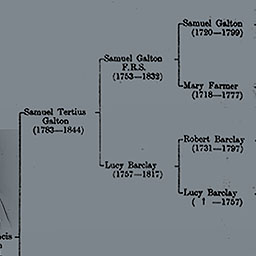 Samuel Galton
(1720—1799)
Samuel Galton
F.R.S.
(1753—1832)
Mary Farmer
(1718—1777)
Samuel Tertius
Galton
(1783—1844)
Robert Barclay
(1731—1797)
Lucy Barclay
(1757—1817)
Lucy Barclay
( † —1757)
ncis
n